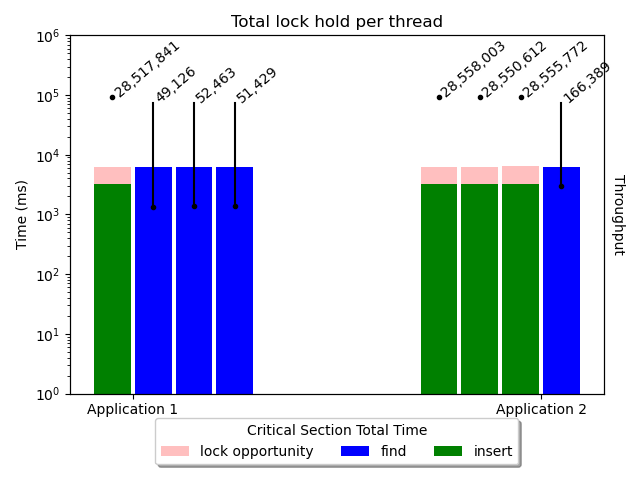 Total lock hold per thread
10^6
10^5
10^4
10^3
10^2
10^1
10^0
Time (ms)
28,517,841
49,126
52,463
51,429
28,558,003
28,550,612
28,555,772
166,389
Throughput
Application 1
Application 2
Critical Section Total Time
lock opportunity
find
insert